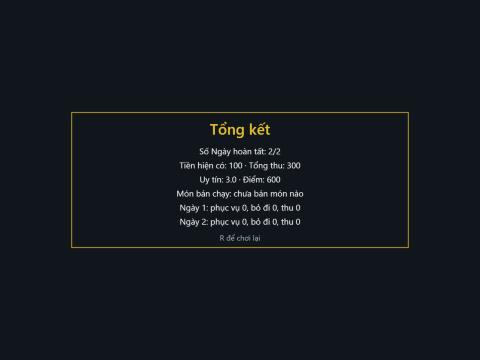 Tổng kết
Số Ngày hoàn tất: 2/2
Tiền hiện có: 100 · Tổng thu: 300
Uy tín: 3.0 · Điểm: 600
Món bán chạy: chưa bán món nào
Ngày 1: phục vụ 0, bỏ đi 0, thu 0
Ngày 2: phục vụ 0, bỏ đi 0, thu 0
R để chơi lại